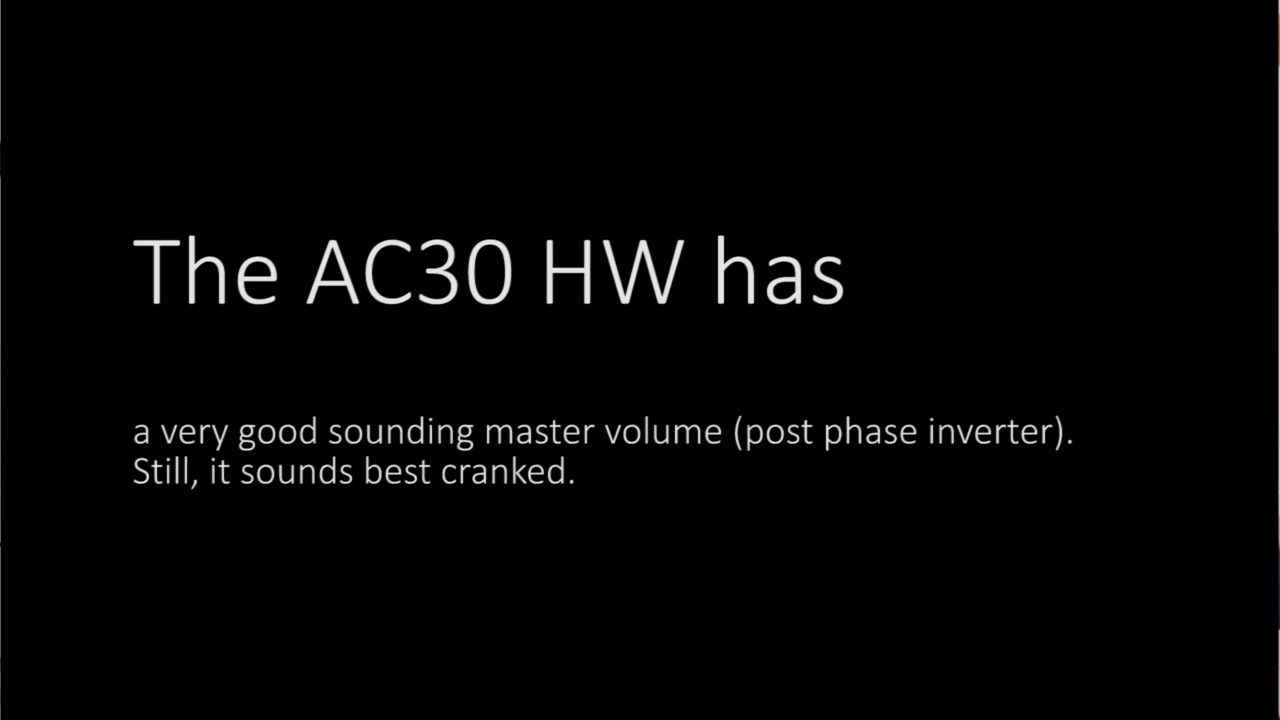 The AC30 HW has
a very good sounding master volume (post phase inverter).
Still, it sounds best cranked.